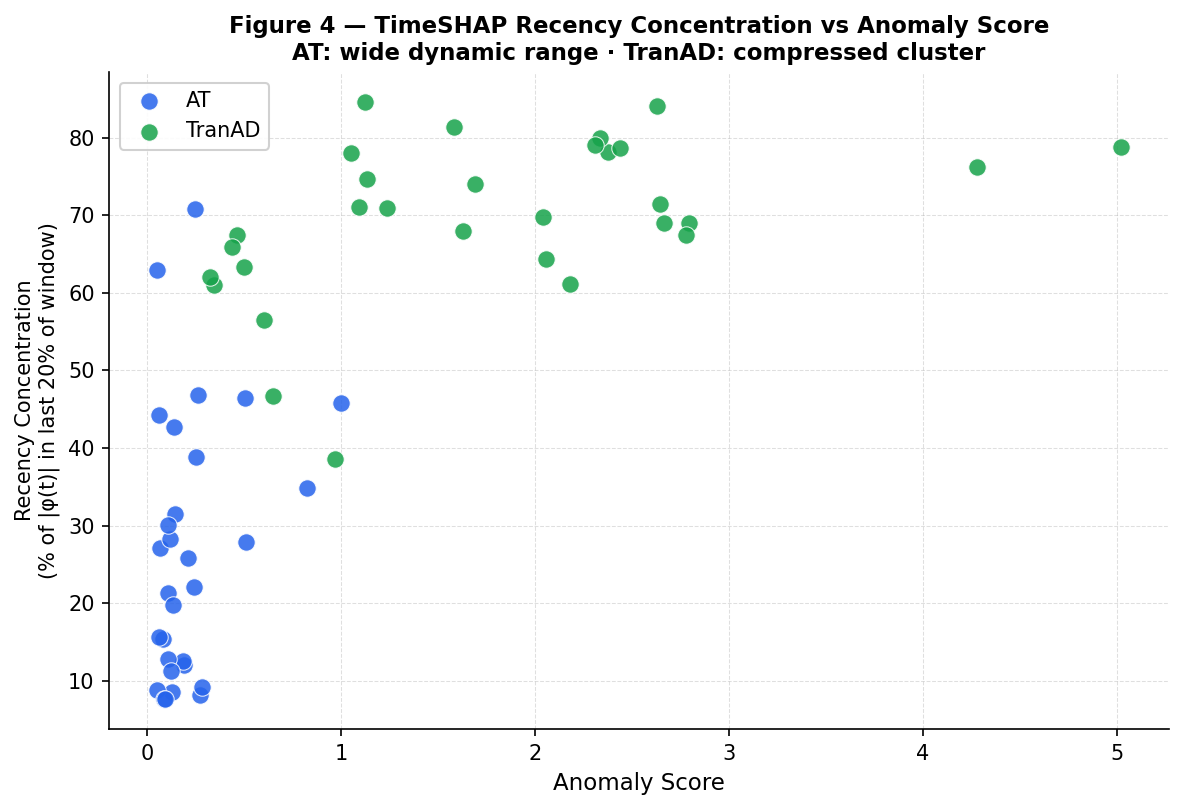 Figure 4 — TimeSHAP Recency Concentration vs Anomaly Score
AT: wide dynamic range · TranAD: compressed cluster
AT
TranAD
Recency Concentration
(% of |φ(t)| in last 20% of window)
80
70
60
50
40
30
20
10
0
1
2
3
4
5
Anomaly Score